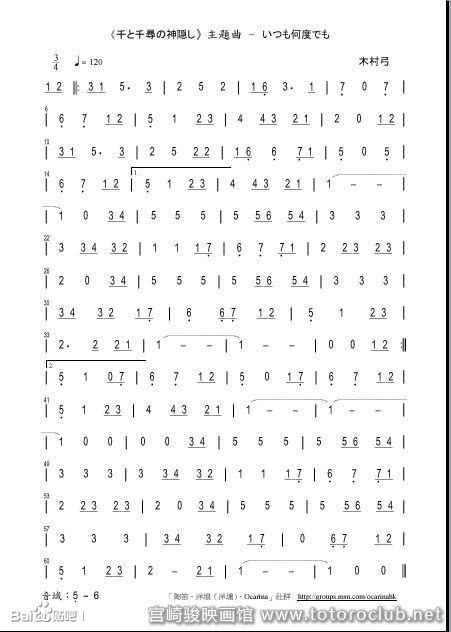 《千と千尋の神隠し》主題曲 - いつも何度でも
3/4 ♩= 120 木村弓
1 2 ‖: 3 1 5 · 3 | 2 5 2 | 1 6 3 · 1 | 7 0 7 |
6
6 7 1 2 | 5 1 2 3 | 4 4 3 2 3 | 2 0 1 2 |
10
3 1 5 · 3 | 2 5 2 2 | 1 6 6 7 1 | 5 0 5 |
14
6 7 1 2 | 1. 5 1 2 3 | 4 4 3 2 1 | 1 – – |
1 0 3 4 | 5 5 5 | 5 5 6 5 4 | 3 3 3 |
22
3 3 4 3 2 | 1 1 1 7 | 6 7 7 1 | 2 2 3 2 3 |
26
2 0 3 4 | 5 5 5 | 5 5 6 5 4 | 3 3 3 |
30
3 4 3 2 1 7 | 6 6 7 1 2 | 5 1 2 3 |
33
2 · 2 2 1 | 1 – – | 1 – – | 0 0 1 2 :‖
2.
5 1 0 7 | 6 7 1 2 | 5 0 1 7 | 6 7 1 2 |
41
5 1 2 3 | 4 4 3 2 1 | 1 – – | 1 – – |
1 0 0 | 0 0 3 4 | 5 5 5 | 5 5 6 5 4 |
49
3 3 3 | 3 3 4 3 2 | 1 1 1 7 | 6 7 7 1 |
53
2 2 3 2 3 | 2 0 3 4 | 5 5 5 | 5 5 6 5 4 |
57
3 3 3 | 3 4 3 2 1 7 | 0 6 6 7 | 1 2 5 1 |
60
2 3 2 · 2 | 2 1 1 – | – 1 – | – 1 0 |
音域：5 - 6
「陶笛、洋塤（洋壎）、Ocarina」社群 http://groups.msn.com/ocarinahk
Bai 贴吧 宫崎骏映画馆 www.totoroclub.net